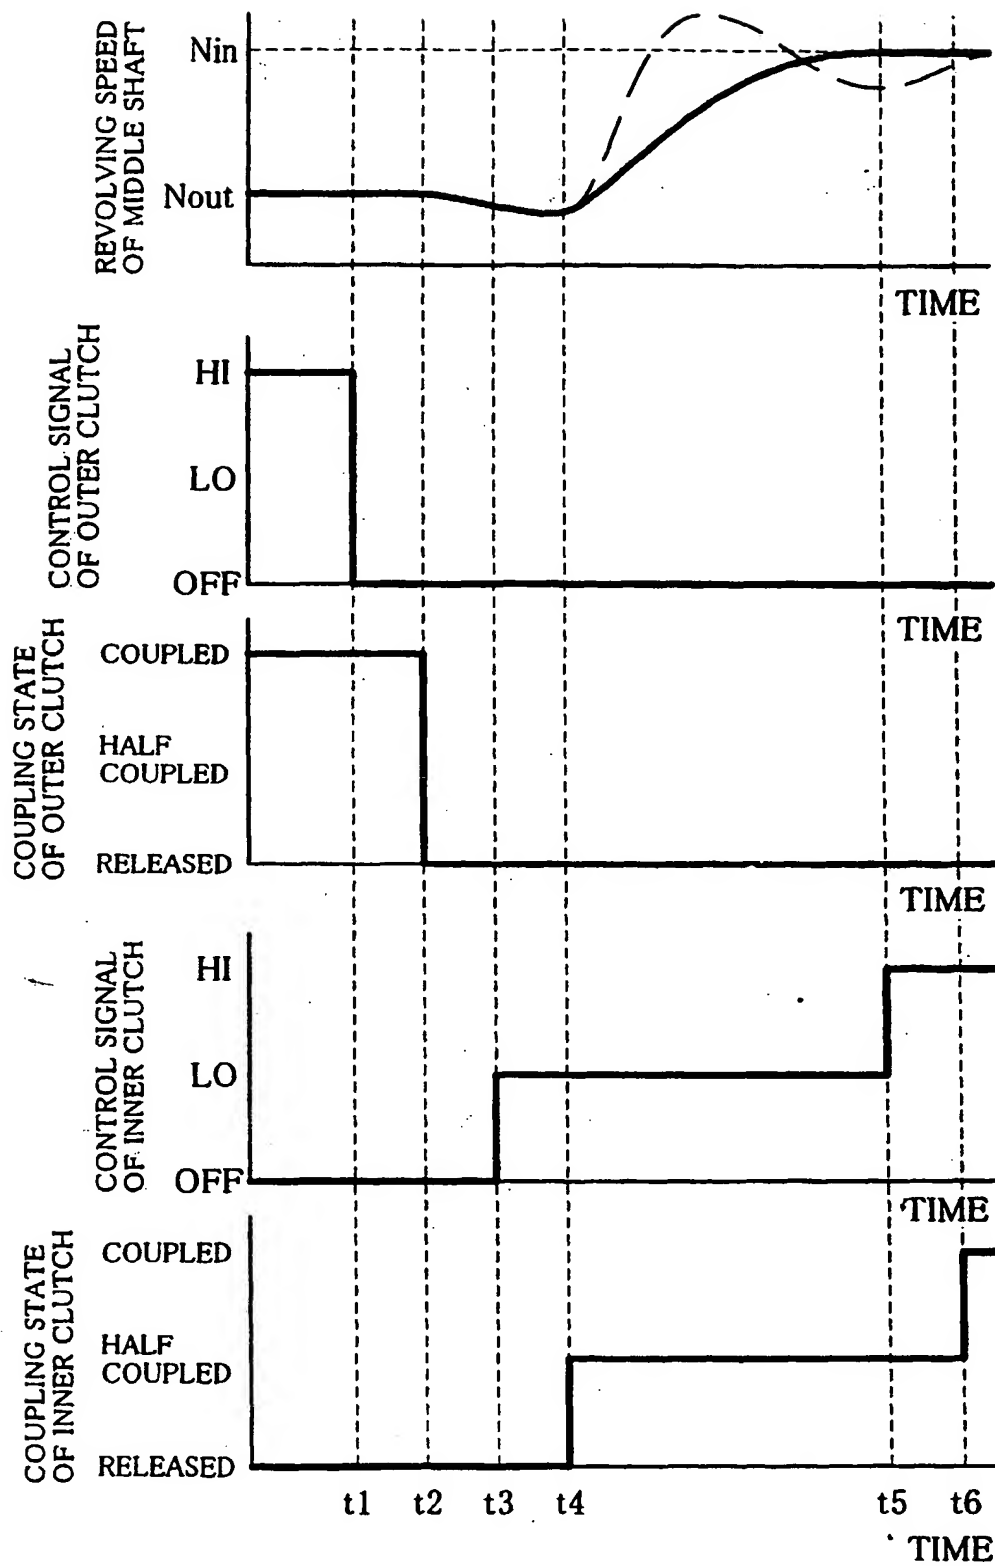 REVOLVING SPEED
OF MIDDLE SHAFT
Nin
Nout
TIME
CONTROL SIGNAL
OF OUTER CLUTCH
HI
LO
OFF
TIME
COUPLING STATE
OF OUTER CLUTCH
COUPLED
HALF
COUPLED
RELEASED
TIME
CONTROL SIGNAL
OF INNER CLUTCH
HI
LO
OFF
TIME
COUPLING STATE
OF INNER CLUTCH
COUPLED
HALF
COUPLED
RELEASED
t1 t2 t3 t4 t5 t6
TIME